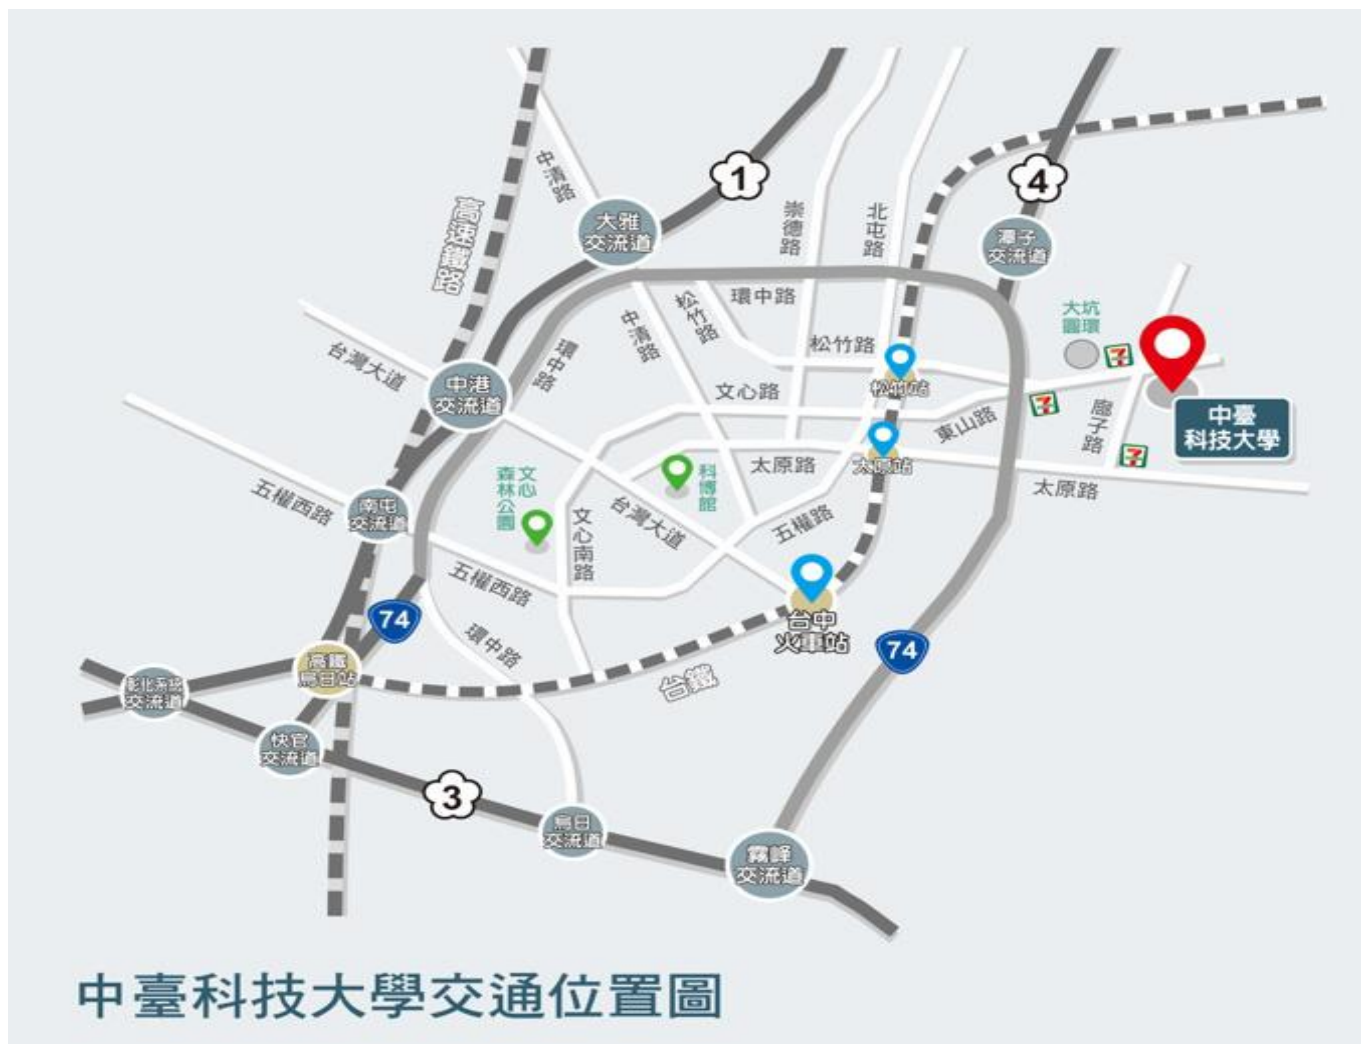 1
4
中清路
高速鐵路
大雅
交流道
崇德路
北屯路
潭子
交流道
松竹路
環中路
大坑
圓環
中清路
松竹路
7
台灣大道
環中路
中港
交流道
文心路
松竹站
7
東山路
廍子路
中臺
科技大學
五權西路
南屯
交流道
文心
森林公園
科博館
太原路
太原站
7
太原路
台灣大道
五權路
文心南路
五權西路
74
環中路
台中
火車站
74
高鐵
烏日站
台鐵
彰化系統
交流道
快官
交流道
3
烏日
交流道
霧峰
交流道
中臺科技大學交通位置圖